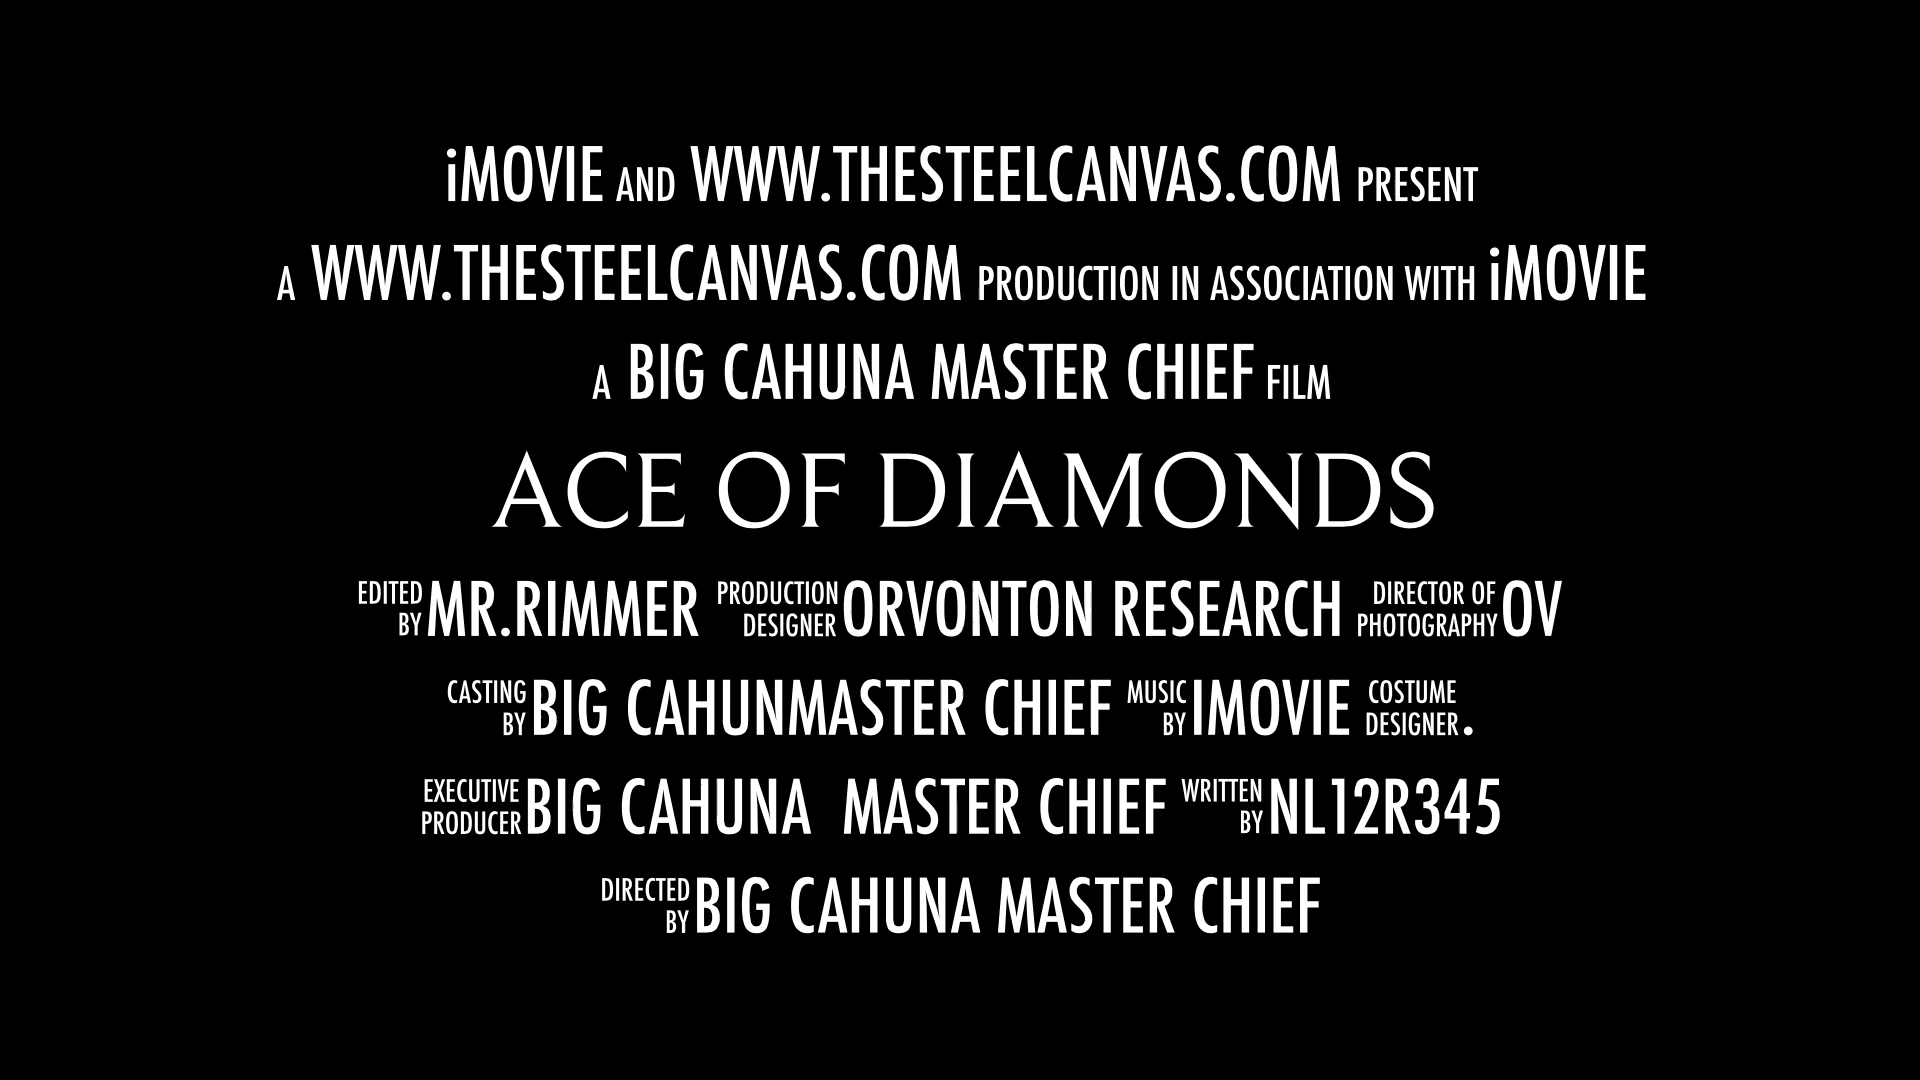 iMOVIE AND WWW.THESTEELCANVAS.COM PRESENT
A WWW.THESTEELCANVAS.COM PRODUCTION IN ASSOCIATION WITH iMOVIE
A BIG CAHUNA MASTER CHIEF FILM
ACE OF DIAMONDS
EDITED BY MR.RIMMER PRODUCTION DESIGNER ORVONTON RESEARCH DIRECTOR OF PHOTOGRAPHY OV
CASTING BY BIG CAHUNMASTER CHIEF MUSIC BY IMOVIE COSTUME DESIGNER .
EXECUTIVE PRODUCER BIG CAHUNA MASTER CHIEF WRITTEN BY NL12R345
DIRECTED BY BIG CAHUNA MASTER CHIEF